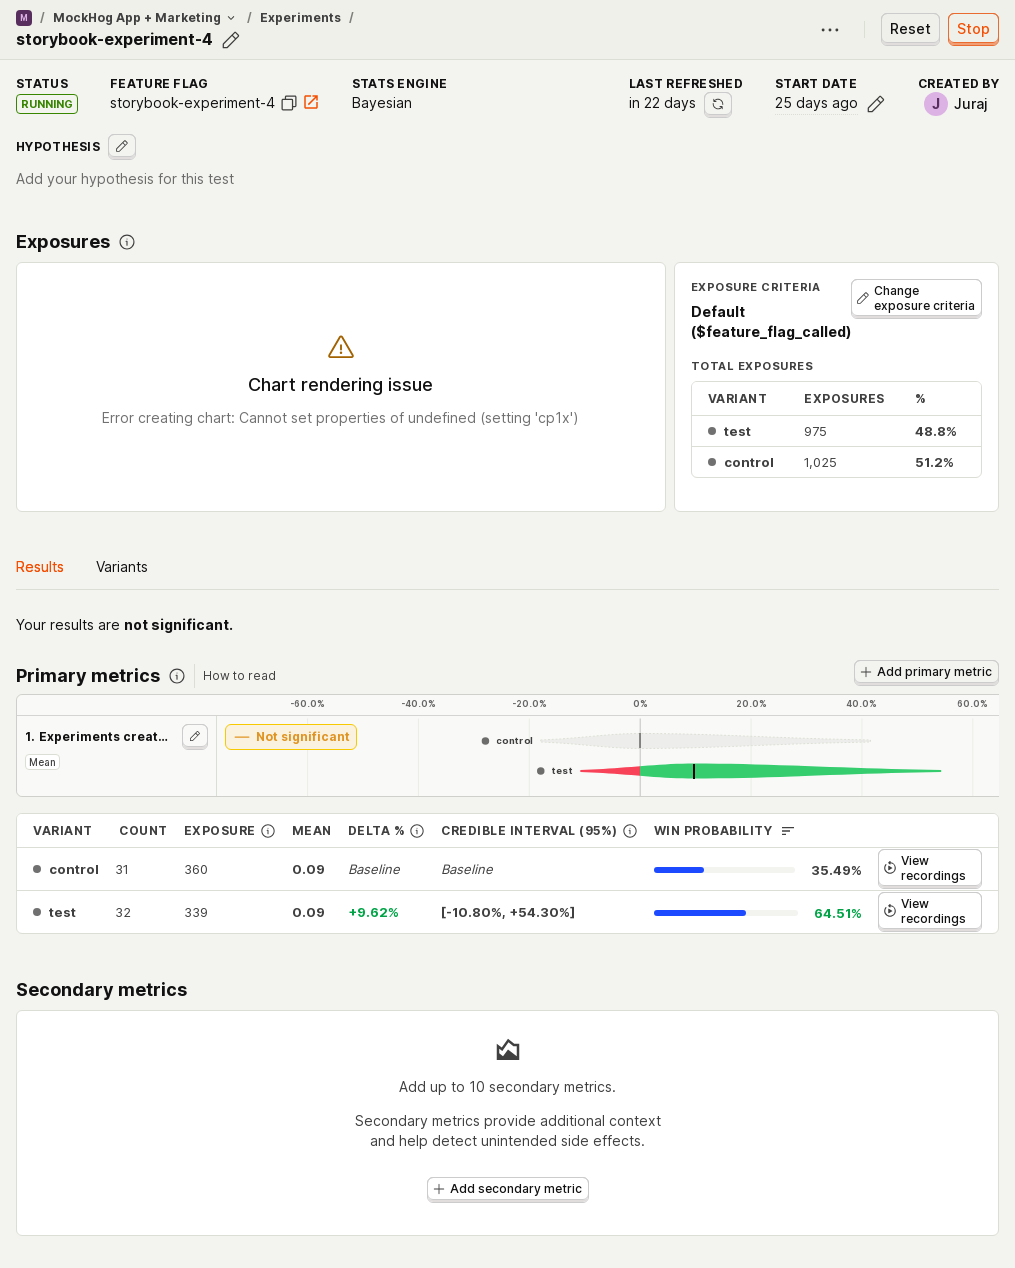 M / MockHog App + Marketing / Experiments /
storybook-experiment-4
Reset
Stop
STATUS
RUNNING
FEATURE FLAG
storybook-experiment-4
STATS ENGINE
Bayesian
LAST REFRESHED
in 22 days
START DATE
25 days ago
CREATED BY
J Juraj
HYPOTHESIS
Add your hypothesis for this test
Exposures
Chart rendering issue
Error creating chart: Cannot set properties of undefined (setting 'cp1x')
EXPOSURE CRITERIA
Default
($feature_flag_called)
Change
exposure criteria
TOTAL EXPOSURES
VARIANT EXPOSURES %
test 975 48.8%
control 1,025 51.2%
Results Variants
Your results are not significant.
Primary metrics
How to read
Add primary metric
-60.0% -40.0% -20.0% 0% 20.0% 40.0% 60.0%
1. Experiments creat...
Mean
— Not significant
control
test
VARIANT COUNT EXPOSURE MEAN DELTA % CREDIBLE INTERVAL (95%) WIN PROBABILITY
control 31 360 0.09 Baseline Baseline 35.49% View
recordings
test 32 339 0.09 +9.62% [-10.80%, +54.30%] 64.51% View
recordings
Secondary metrics
Add up to 10 secondary metrics.
Secondary metrics provide additional context
and help detect unintended side effects.
Add secondary metric